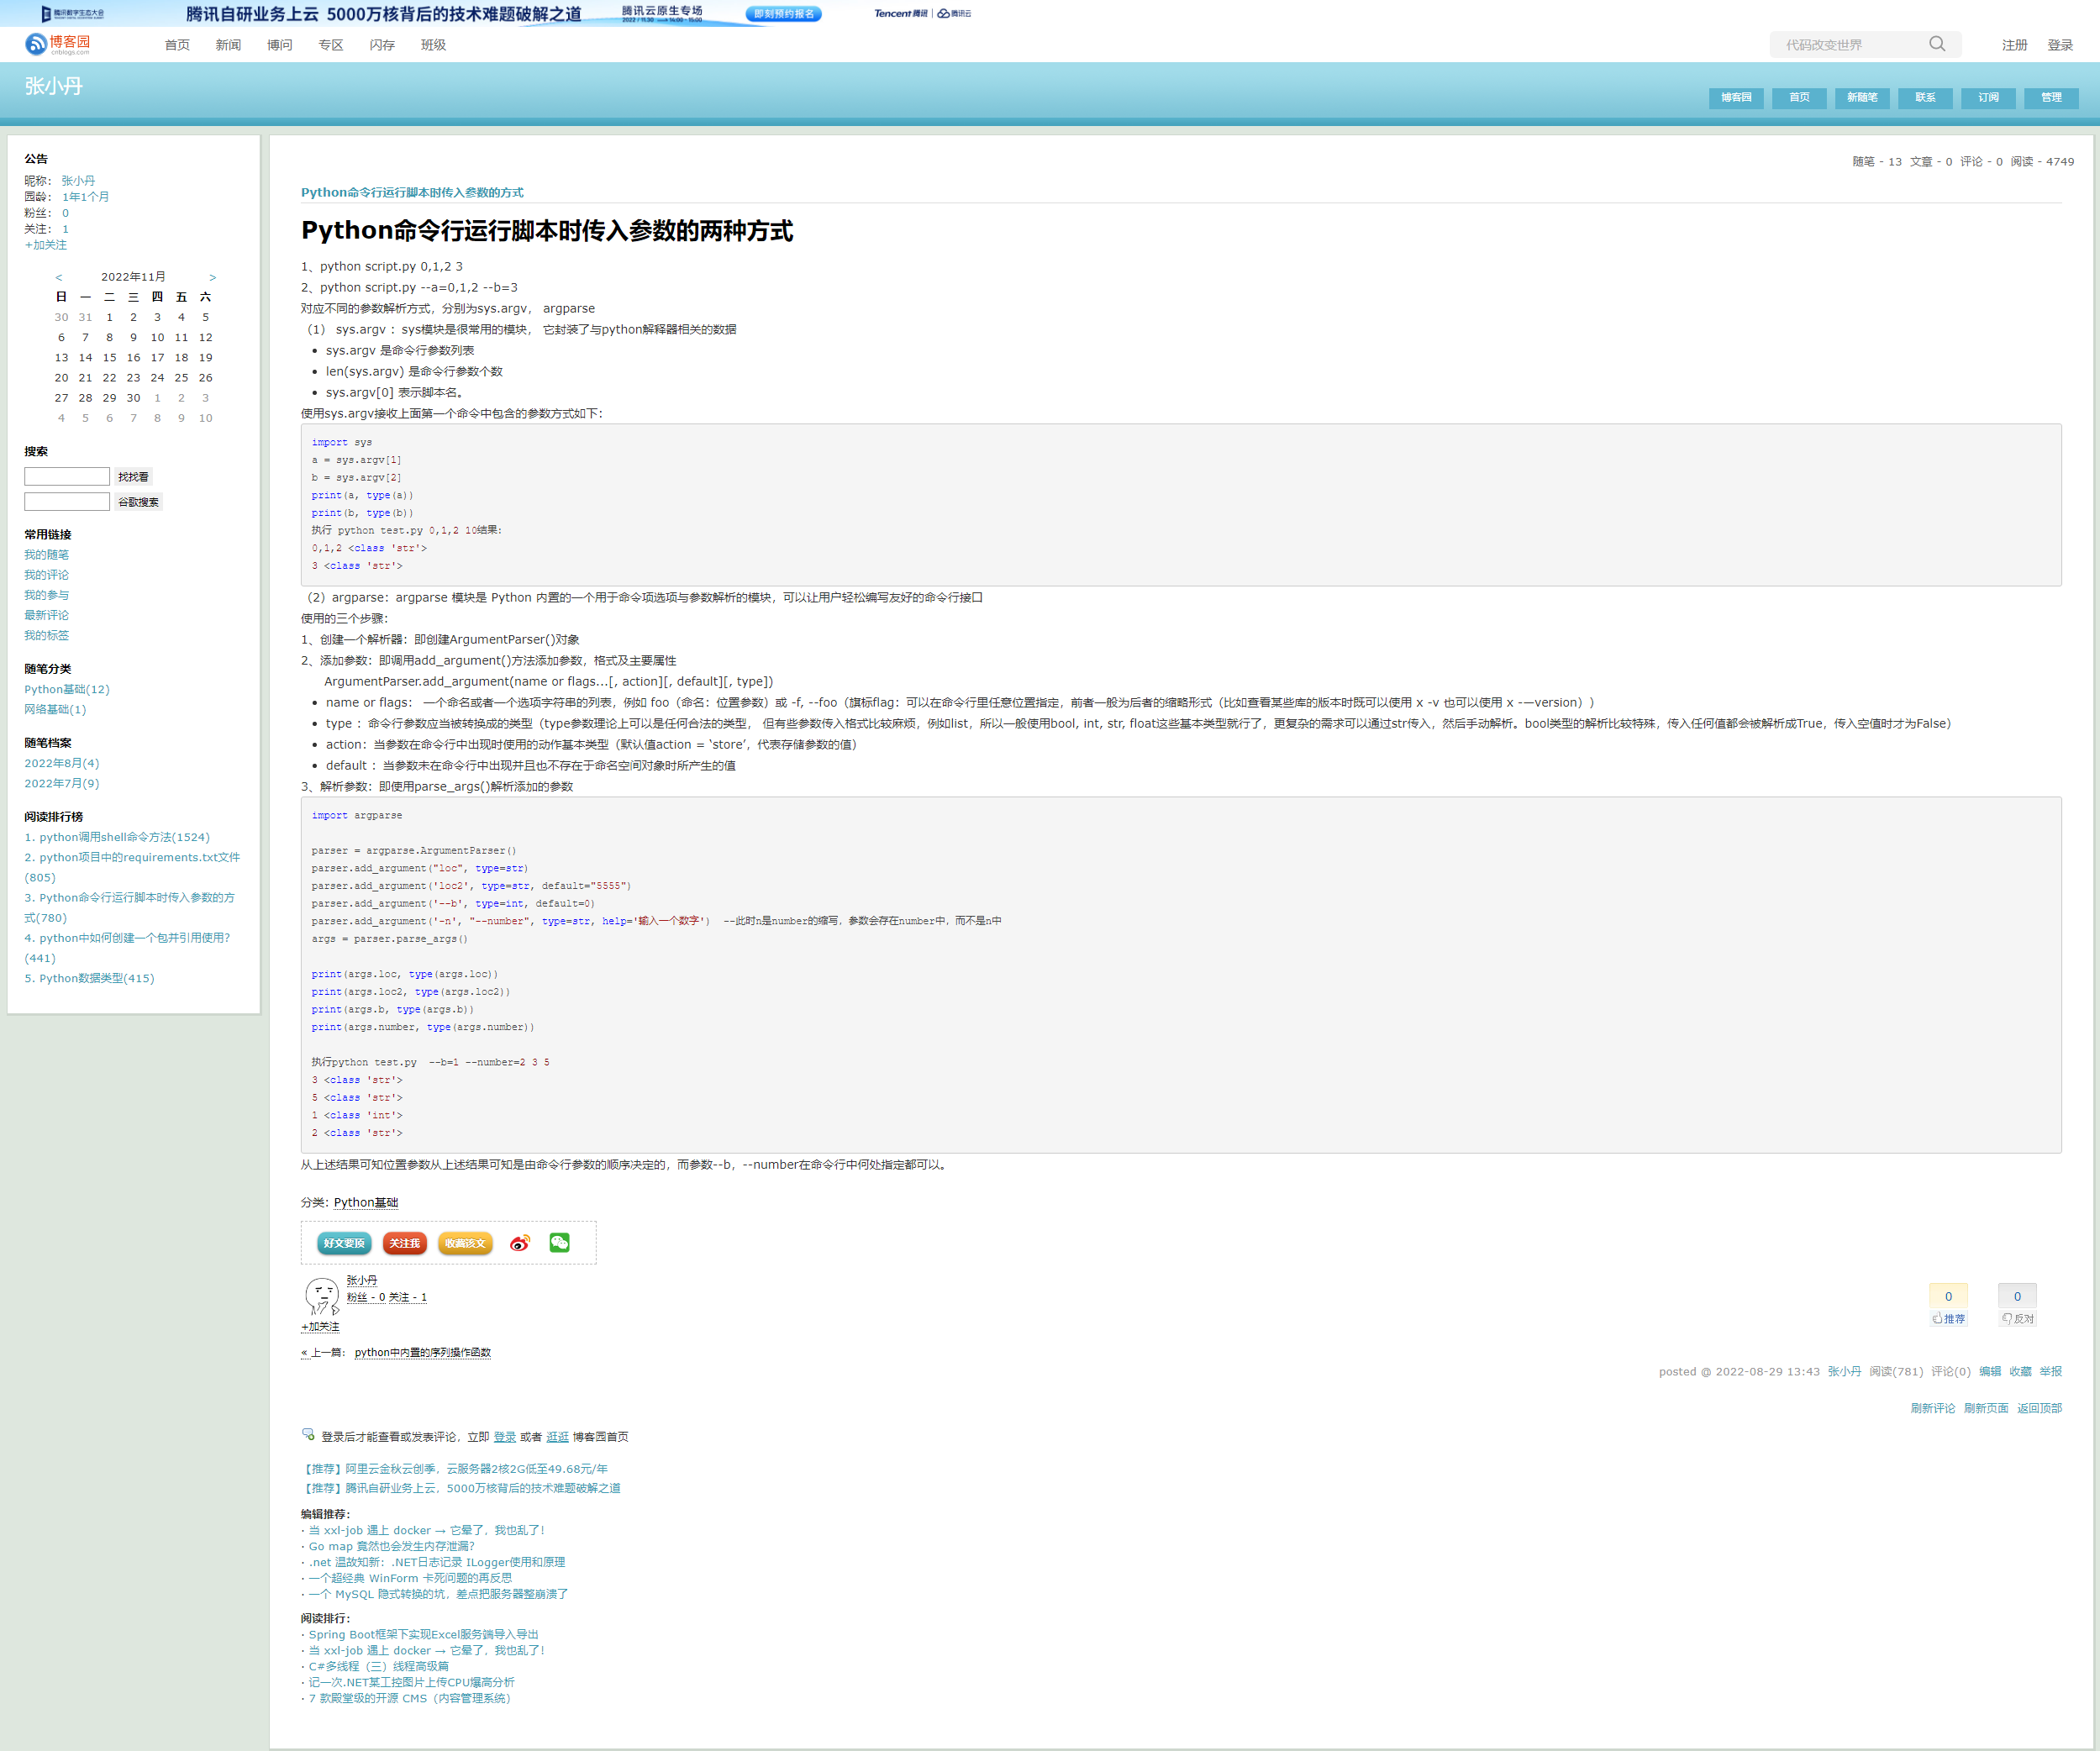 腾讯数字生态大会
腾讯自研业务上云 5000万核背后的技术难题破解之道
腾讯云原生专场
2022 / 11.30 14:00 - 15:00
即刻预约报名
Tencent 腾讯 | 腾讯云
博客园
cnblogs.com
首页 新闻 博问 专区 闪存 班级
代码改变世界
注册 登录
张小丹
博客园 首页 新随笔 联系 订阅 管理
公告
昵称： 张小丹
园龄： 1年1个月
粉丝： 0
关注： 1
+加关注
< 2022年11月 >
日 一 二 三 四 五 六
30 31 1 2 3 4 5
6 7 8 9 10 11 12
13 14 15 16 17 18 19
20 21 22 23 24 25 26
27 28 29 30 1 2 3
4 5 6 7 8 9 10
搜索
找找看
谷歌搜索
常用链接
我的随笔
我的评论
我的参与
最新评论
我的标签
随笔分类
Python基础(12)
网络基础(1)
随笔档案
2022年8月(4)
2022年7月(9)
阅读排行榜
1. python调用shell命令方法(1524)
2. python项目中的requirements.txt文件
(805)
3. Python命令行运行脚本时传入参数的方
式(780)
4. python中如何创建一个包并引用使用?
(441)
5. Python数据类型(415)
随笔 - 13 文章 - 0 评论 - 0 阅读 - 4749
Python命令行运行脚本时传入参数的方式
Python命令行运行脚本时传入参数的两种方式
1、python script.py 0,1,2 3
2、python script.py --a=0,1,2 --b=3
对应不同的参数解析方式，分别为sys.argv， argparse
（1） sys.argv ：sys模块是很常用的模块， 它封装了与python解释器相关的数据
• sys.argv 是命令行参数列表
• len(sys.argv) 是命令行参数个数
• sys.argv[0] 表示脚本名。
使用sys.argv接收上面第一个命令中包含的参数方式如下：
import sys
a = sys.argv[1]
b = sys.argv[2]
print(a, type(a))
print(b, type(b))
执行 python test.py 0,1,2 10结果：
0,1,2 <class 'str'>
3 <class 'str'>
（2）argparse：argparse 模块是 Python 内置的一个用于命令项选项与参数解析的模块，可以让用户轻松编写友好的命令行接口
使用的三个步骤：
1、创建一个解析器：即创建ArgumentParser()对象
2、添加参数：即调用add_argument()方法添加参数，格式及主要属性
ArgumentParser.add_argument(name or flags...[, action][, default][, type])
• name or flags： 一个命名或者一个选项字符串的列表，例如 foo（命名：位置参数）或 -f, --foo（旗标flag：可以在命令行里任意位置指定，前者一般为后者的缩略形式（比如查看某些库的版本时既可以使用 x -v 也可以使用 x -–version））
• type ：命令行参数应当被转换成的类型（type参数理论上可以是任何合法的类型， 但有些参数传入格式比较麻烦，例如list，所以一般使用bool, int, str, float这些基本类型就行了，更复杂的需求可以通过str传入，然后手动解析。bool类型的解析比较特殊，传入任何值都会被解析成True，传入空值时才为False）
• action：当参数在命令行中出现时使用的动作基本类型（默认值action = ‘store’，代表存储参数的值）
• default ：当参数未在命令行中出现并且也不存在于命名空间对象时所产生的值
3、解析参数：即使用parse_args()解析添加的参数
import argparse
parser = argparse.ArgumentParser()
parser.add_argument("loc", type=str)
parser.add_argument('loc2', type=str, default="5555")
parser.add_argument('--b', type=int, default=0)
parser.add_argument('-n', "--number", type=str, help='输入一个数字') --此时n是number的缩写，参数会存在number中，而不是n中
args = parser.parse_args()
print(args.loc, type(args.loc))
print(args.loc2, type(args.loc2))
print(args.b, type(args.b))
print(args.number, type(args.number))
执行python test.py --b=1 --number=2 3 5
3 <class 'str'>
5 <class 'str'>
1 <class 'int'>
2 <class 'str'>
从上述结果可知位置参数从上述结果可知是由命令行参数的顺序决定的，而参数--b，--number在命令行中何处指定都可以。
分类: Python基础
好文要顶 关注我 收藏该文
张小丹
粉丝 - 0 关注 - 1
+加关注
0 0
推荐 反对
« 上一篇： python中内置的序列操作函数
posted @ 2022-08-29 13:43 张小丹 阅读(781) 评论(0) 编辑 收藏 举报
刷新评论 刷新页面 返回顶部
登录后才能查看或发表评论，立即 登录 或者 逛逛 博客园首页
【推荐】阿里云金秋云创季，云服务器2核2G低至49.68元/年
【推荐】腾讯自研业务上云，5000万核背后的技术难题破解之道
编辑推荐：
· 当 xxl-job 遇上 docker → 它晕了，我也乱了！
· Go map 竟然也会发生内存泄漏？
· .net 温故知新：.NET日志记录 ILogger使用和原理
· 一个超经典 WinForm 卡死问题的再反思
· 一个 MySQL 隐式转换的坑，差点把服务器整崩溃了
阅读排行：
· Spring Boot框架下实现Excel服务端导入导出
· 当 xxl-job 遇上 docker → 它晕了，我也乱了！
· C#多线程（三）线程高级篇
· 记一次.NET某工控图片上传CPU爆高分析
· 7 款殿堂级的开源 CMS（内容管理系统）